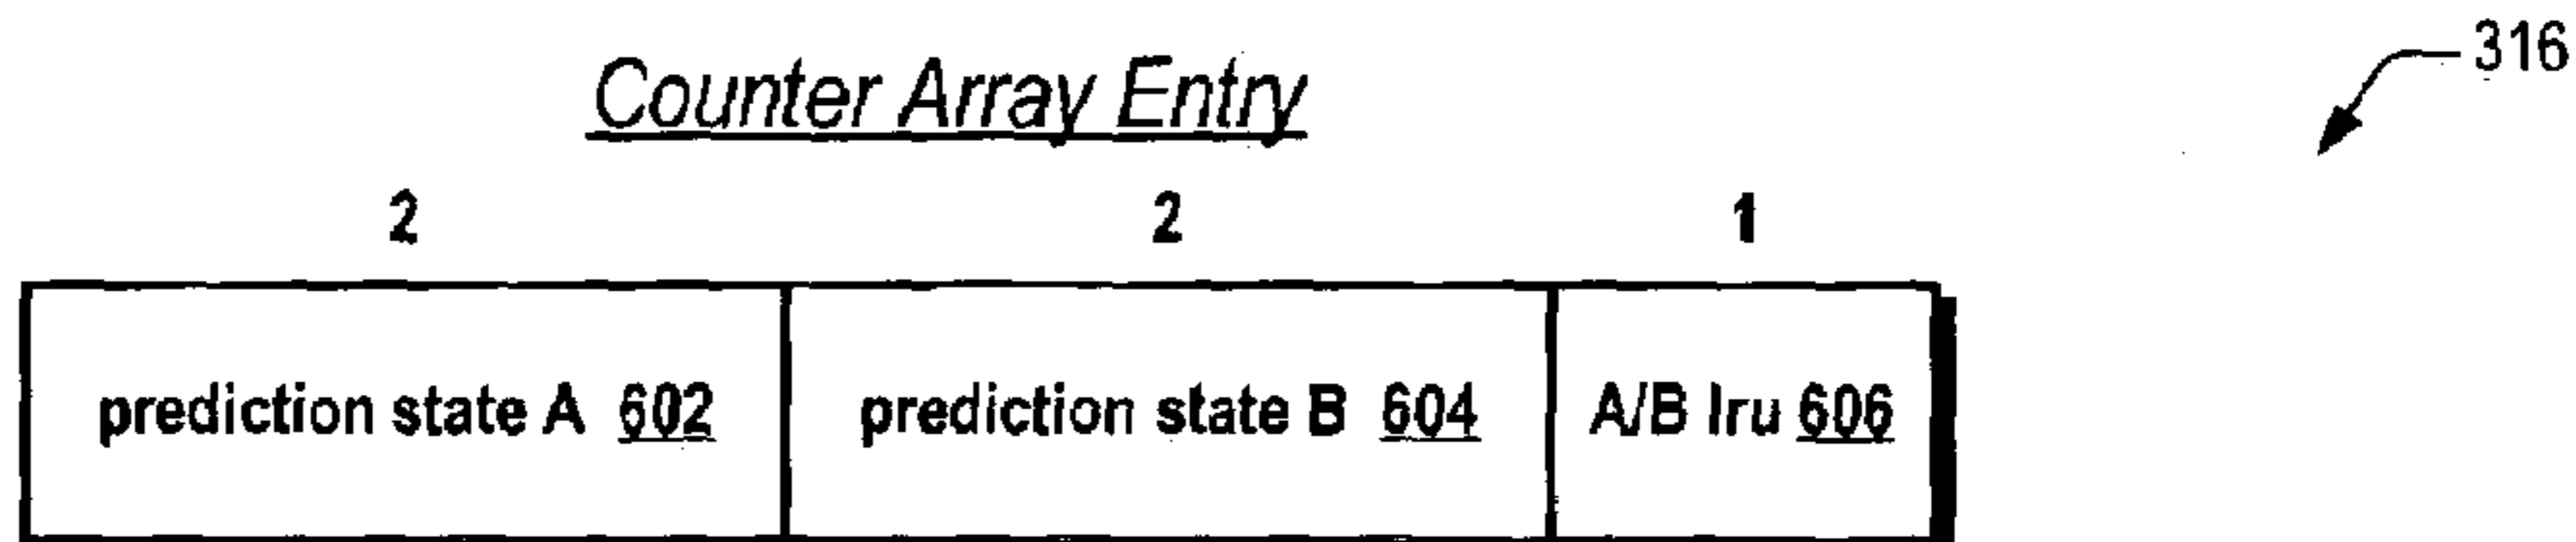 Counter Array Entry
316
2 2 1
prediction state A 602 prediction state B 604 A/B lru 606